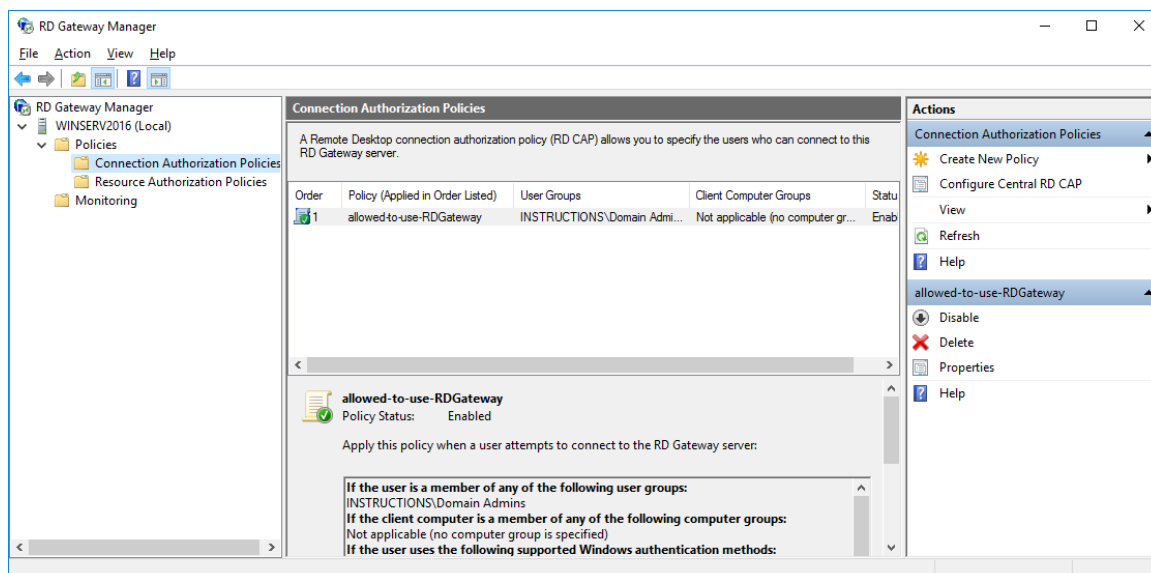 RD Gateway Manager
File Action View Help
RD Gateway Manager
WINSERV2016 (Local)
Policies
Connection Authorization Policies
Resource Authorization Policies
Monitoring
Connection Authorization Policies
A Remote Desktop connection authorization policy (RD CAP) allows you to specify the users who can connect to this
RD Gateway server.
Order Policy (Applied in Order Listed) User Groups Client Computer Groups Statu
1 allowed-to-use-RDGateway INSTRUCTIONS\Domain Admi... Not applicable (no computer gr... Enab
allowed-to-use-RDGateway
Policy Status: Enabled
Apply this policy when a user attempts to connect to the RD Gateway server:
If the user is a member of any of the following user groups:
INSTRUCTIONS\Domain Admins
If the client computer is a member of any of the following computer groups:
Not applicable (no computer group is specified)
If the user uses the following supported Windows authentication methods:
Actions
Connection Authorization Policies
Create New Policy
Configure Central RD CAP
View
Refresh
Help
allowed-to-use-RDGateway
Disable
Delete
Properties
Help